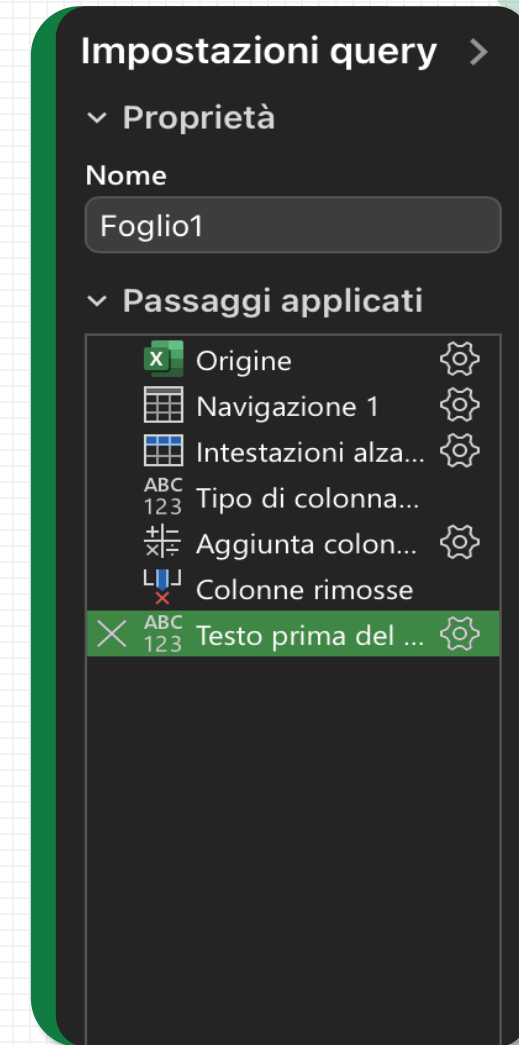 Impostazioni query
Proprietà
Nome
Foglio1
Passaggi applicati
X Origine
Navigazione 1
Intestazioni alza...
ABC
123 Tipo di colonna...
Aggiunta colon...
Colonne rimosse
ABC
123 Testo prima del ...